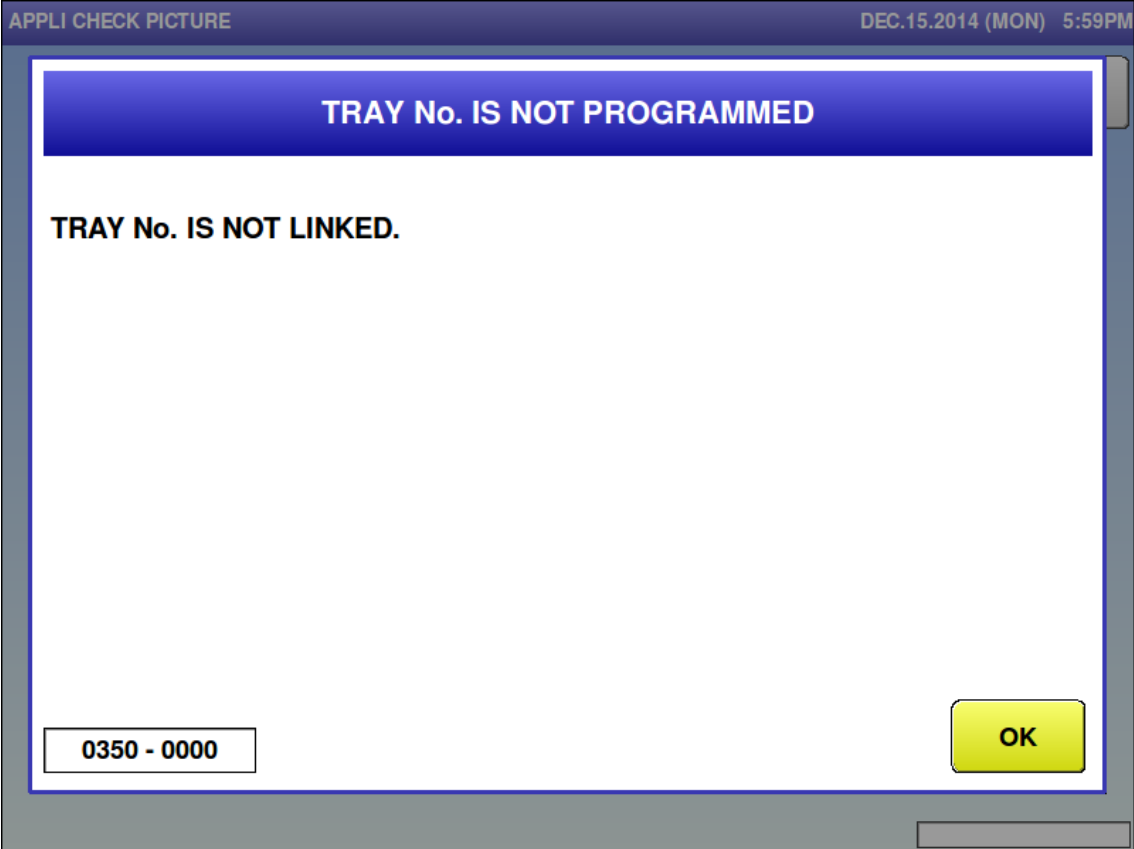 APPLI CHECK PICTURE DEC.15.2014 (MON) 5:59PM
TRAY No. IS NOT PROGRAMMED
TRAY No. IS NOT LINKED.
0350 - 0000
OK